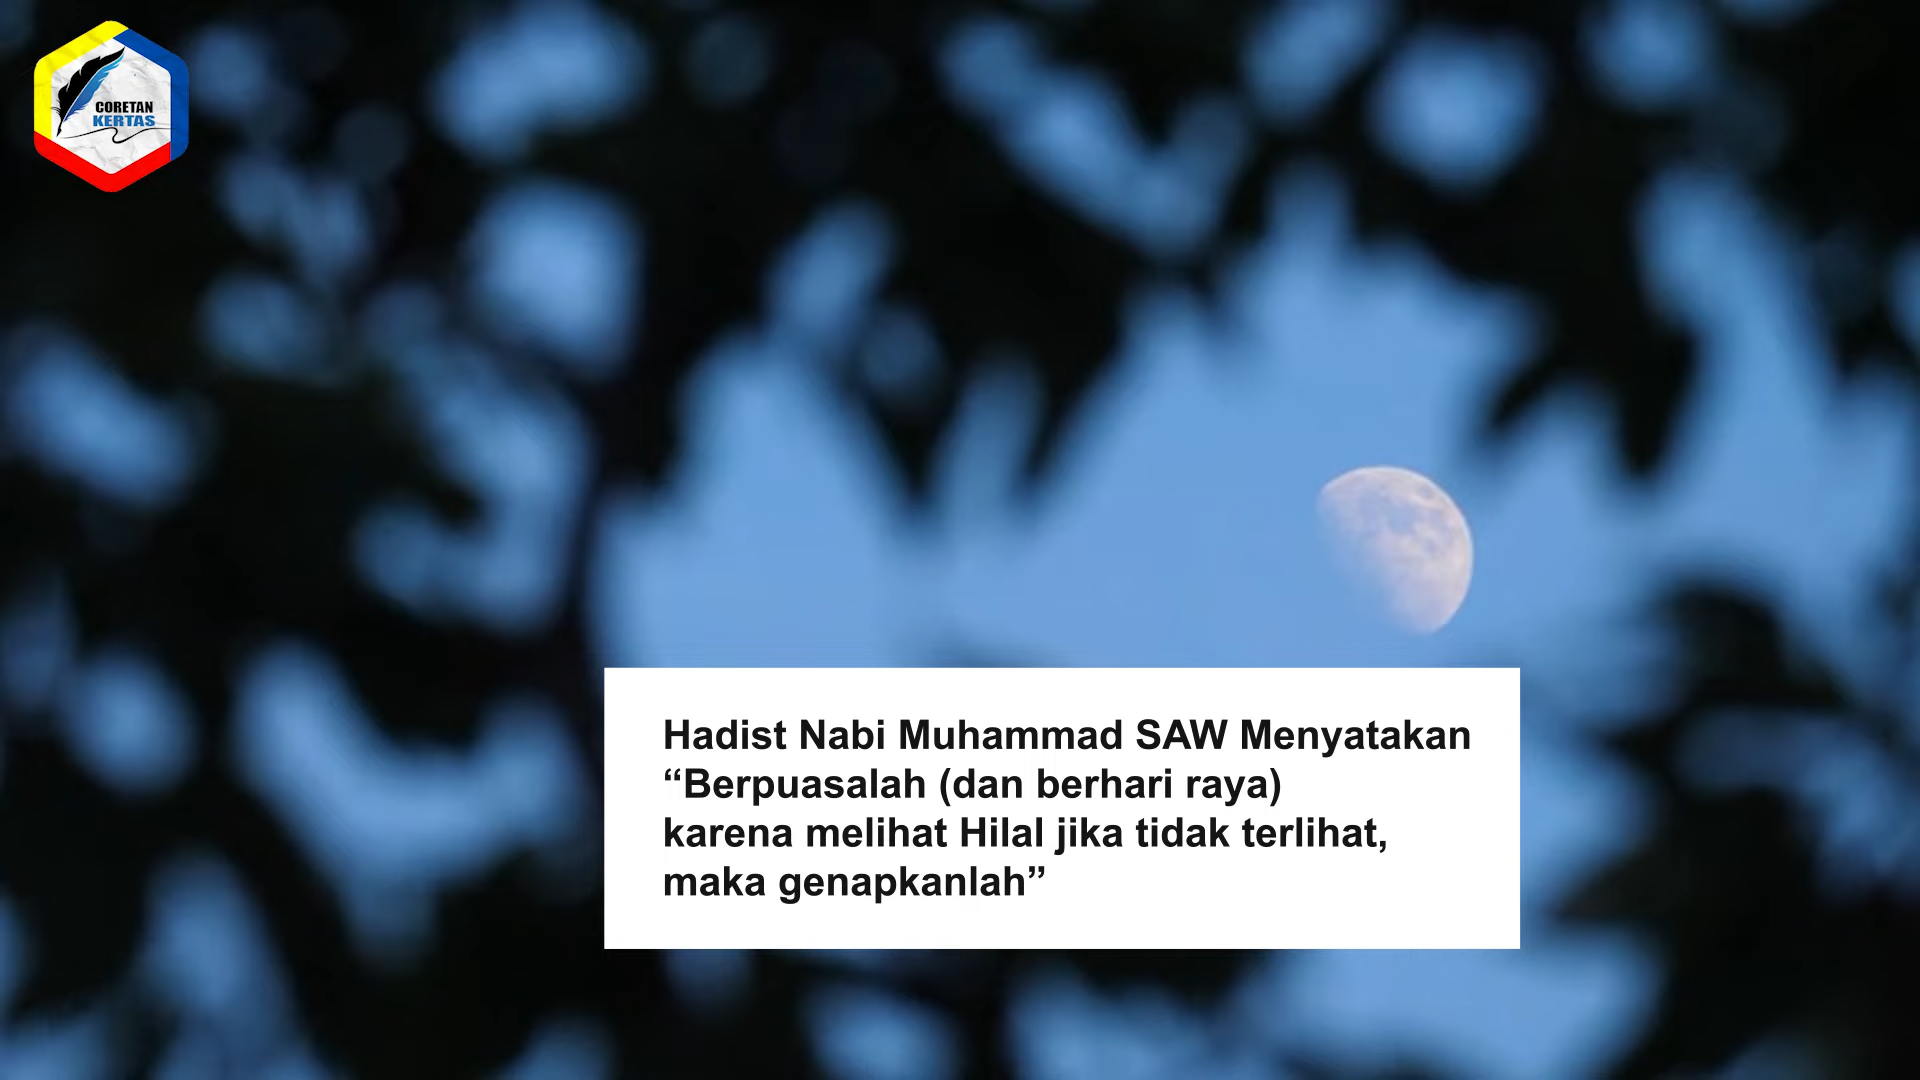 CORETAN
KERTAS
Hadist Nabi Muhammad SAW Menyatakan
“Berpuasalah (dan berhari raya)
karena melihat Hilal jika tidak terlihat,
maka genapkanlah”